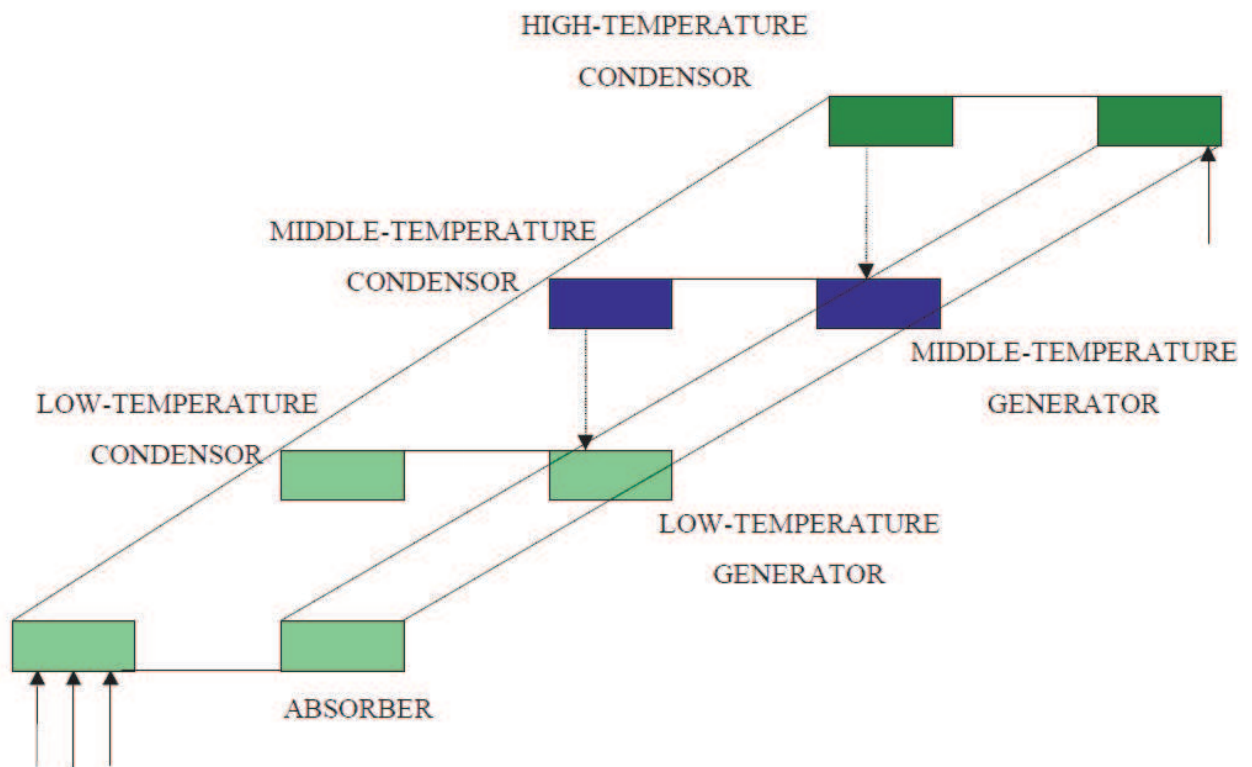 HIGH-TEMPERATURE
CONDENSOR
MIDDLE-TEMPERATURE
CONDENSOR
MIDDLE-TEMPERATURE
GENERATOR
LOW-TEMPERATURE
CONDENSOR
LOW-TEMPERATURE
GENERATOR
ABSORBER